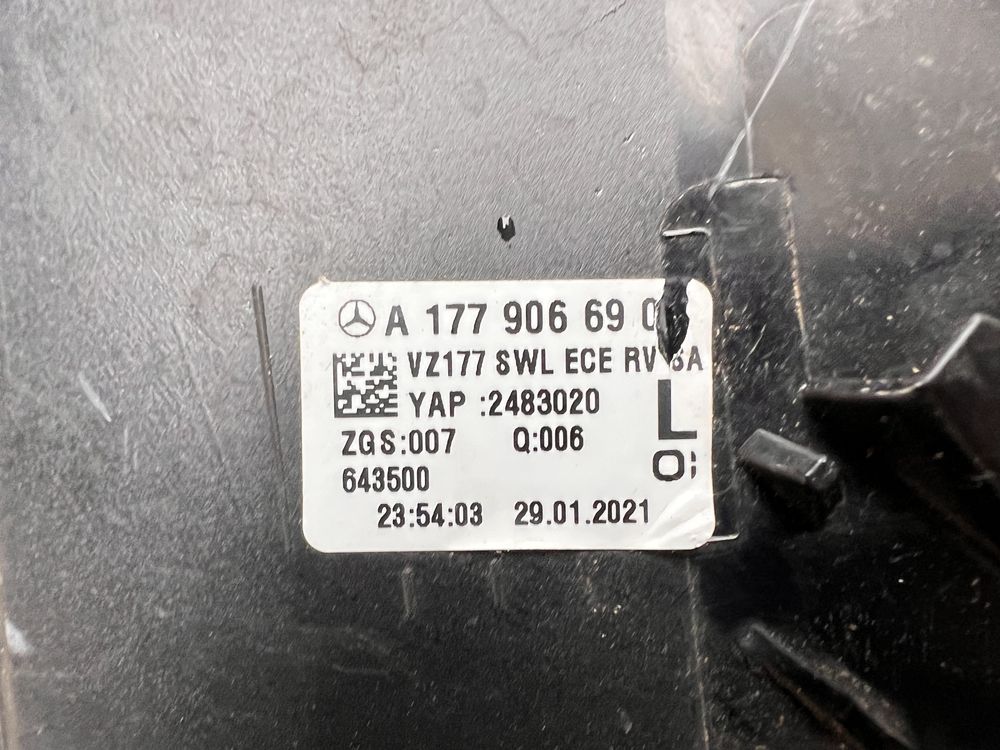 A 177 906 69
VZ177 SWL ECE RV
YAP :2483020
L
ZGS:007 Q:006
643500
23:54:03 29.01.2021